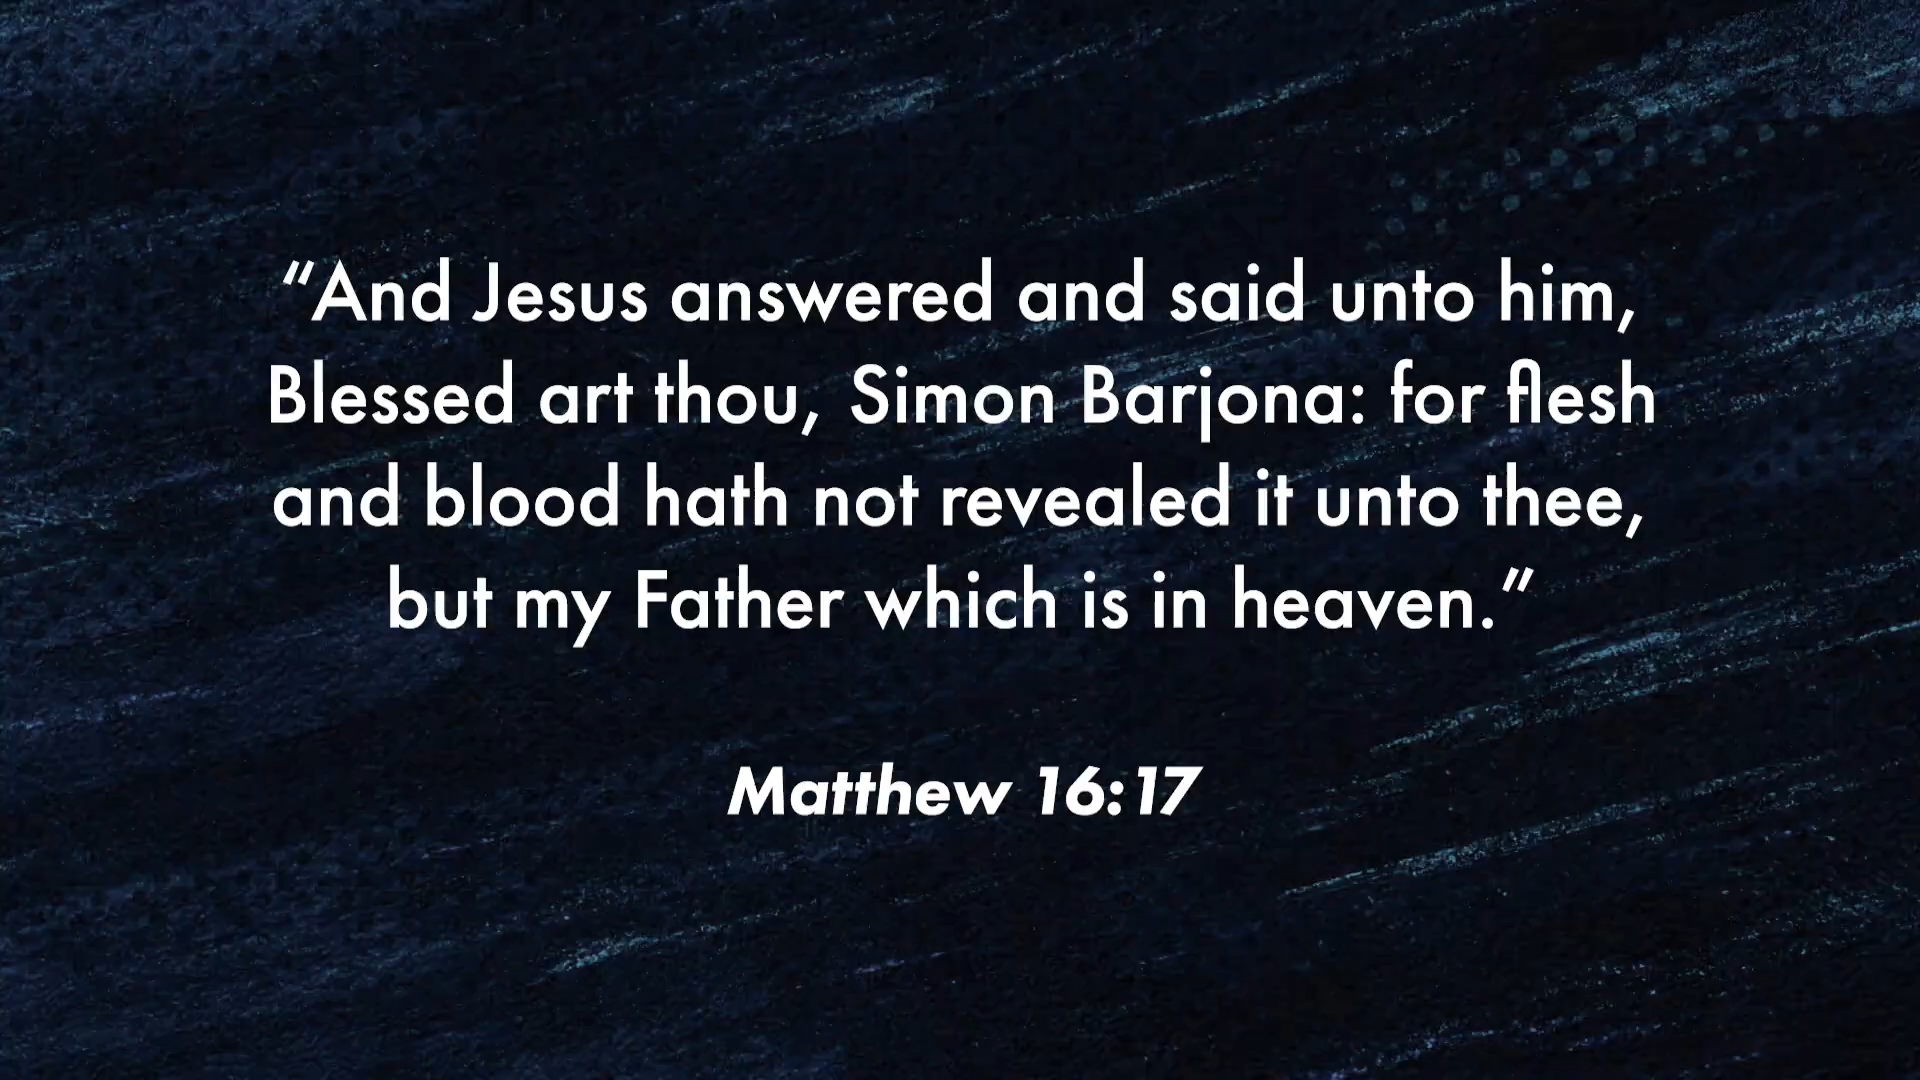 “And Jesus answered and said unto him,
Blessed art thou, Simon Barjona: for flesh
and blood hath not revealed it unto thee,
but my Father which is in heaven.”
Matthew 16:17